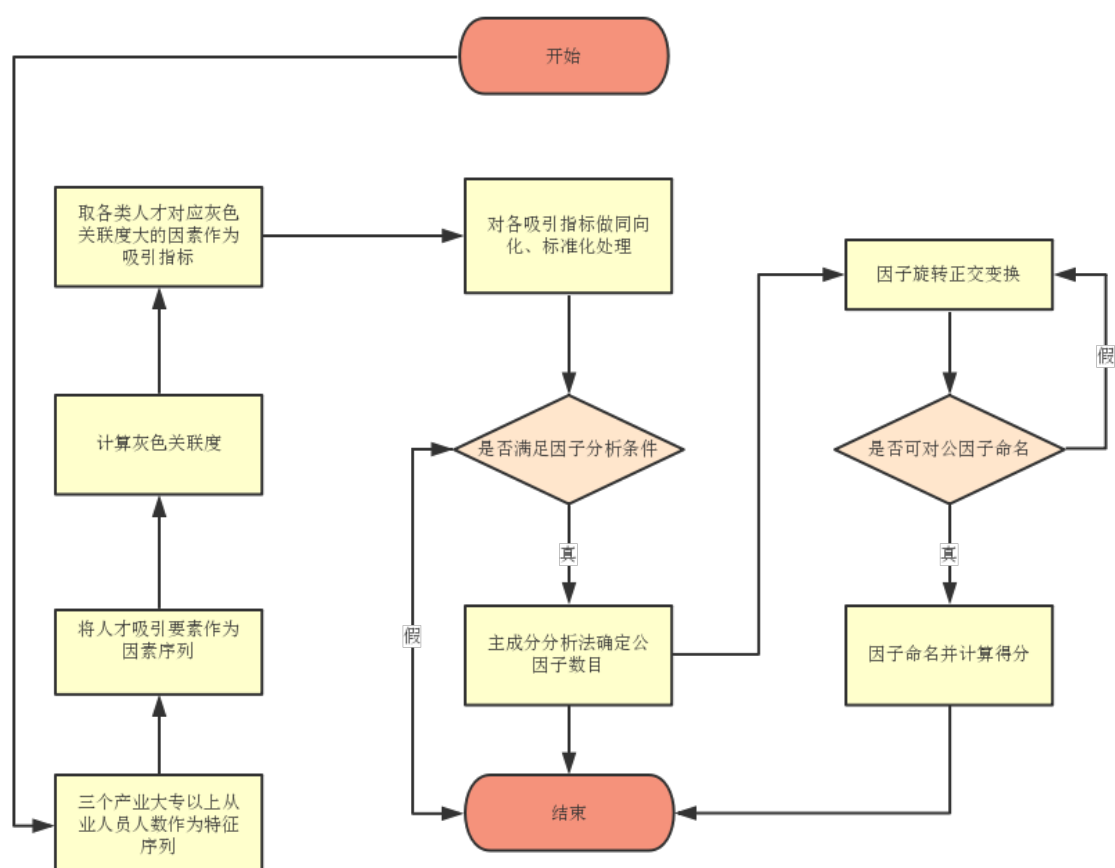 开始
三个产业大专以上从
业人员人数作为特征
序列
将人才吸引要素作为
因素序列
计算灰色关联度
取各类人才对应灰色
关联度大的因素作为
吸引指标
对各吸引指标做同向
化、标准化处理
是否满足因子分析条件
假
真
主成分分析法确定公
因子数目
因子旋转正交变换
是否可对公因子命名
假
真
因子命名并计算得分
结束